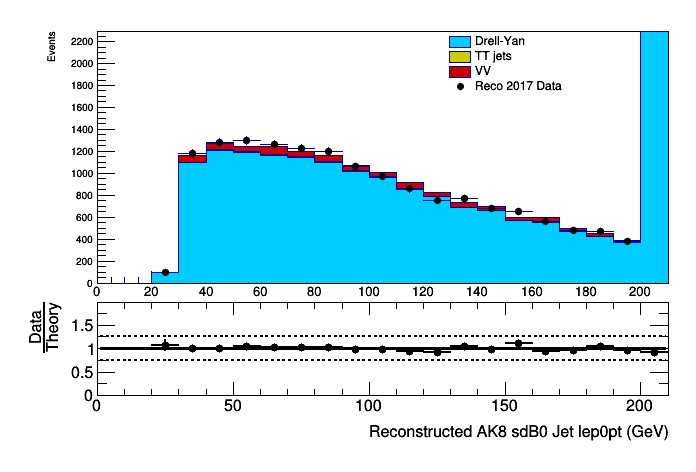 Events
2200
2000
1800
1600
1400
1200
1000
800
600
400
200
0
Drell-Yan
TT jets
VV
Reco 2017 Data
0 20 40 60 80 100 120 140 160 180 200
Data
Theory
1.5
1
0.5
0
0 50 100 150 200
Reconstructed AK8 sdB0 Jet lep0pt (GeV)